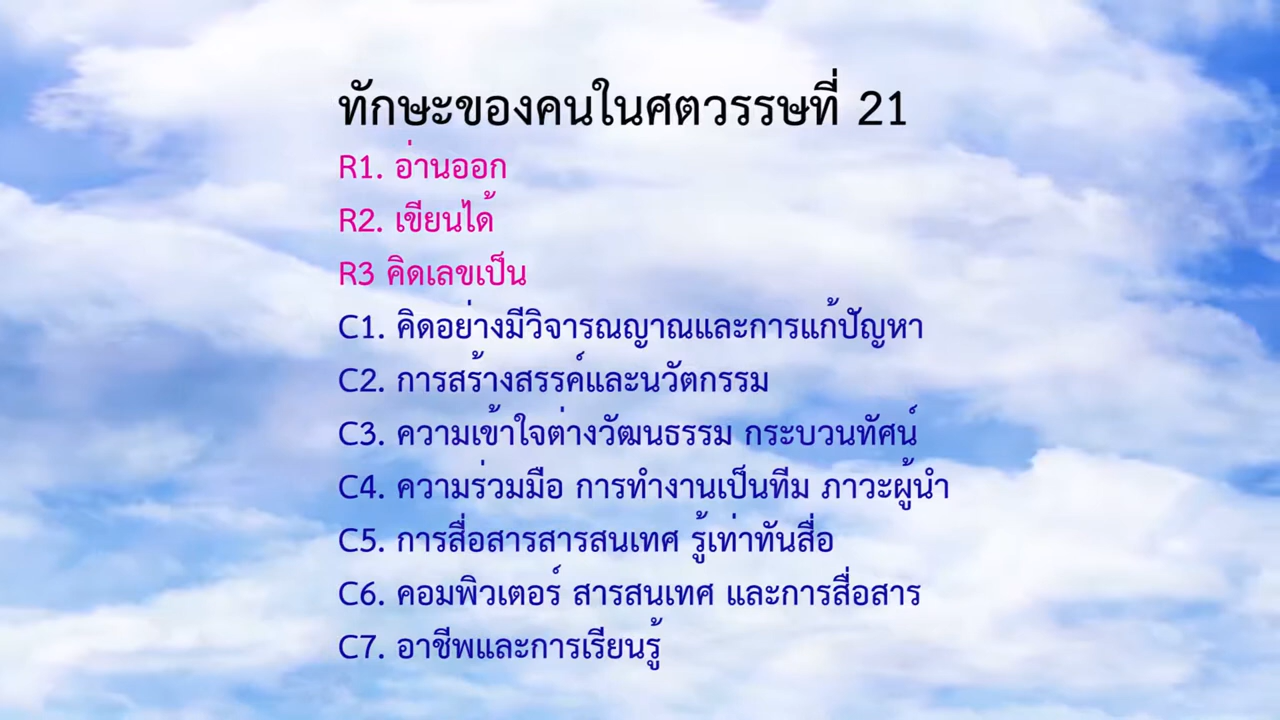 ทักษะของคนในศตวรรษที่ 21
R1. อ่านออก
R2. เขียนได้
R3 คิดเลขเป็น
C1. คิดอย่างมีวิจารณญาณและการแก้ปัญหา
C2. การสร้างสรรค์และนวัตกรรม
C3. ความเข้าใจต่างวัฒนธรรม กระบวนทัศน์
C4. ความร่วมมือ การทำงานเป็นทีม ภาวะผู้นำ
C5. การสื่อสารสารสนเทศ รู้เท่าทันสื่อ
C6. คอมพิวเตอร์ สารสนเทศ และการสื่อสาร
C7. อาชีพและการเรียนรู้